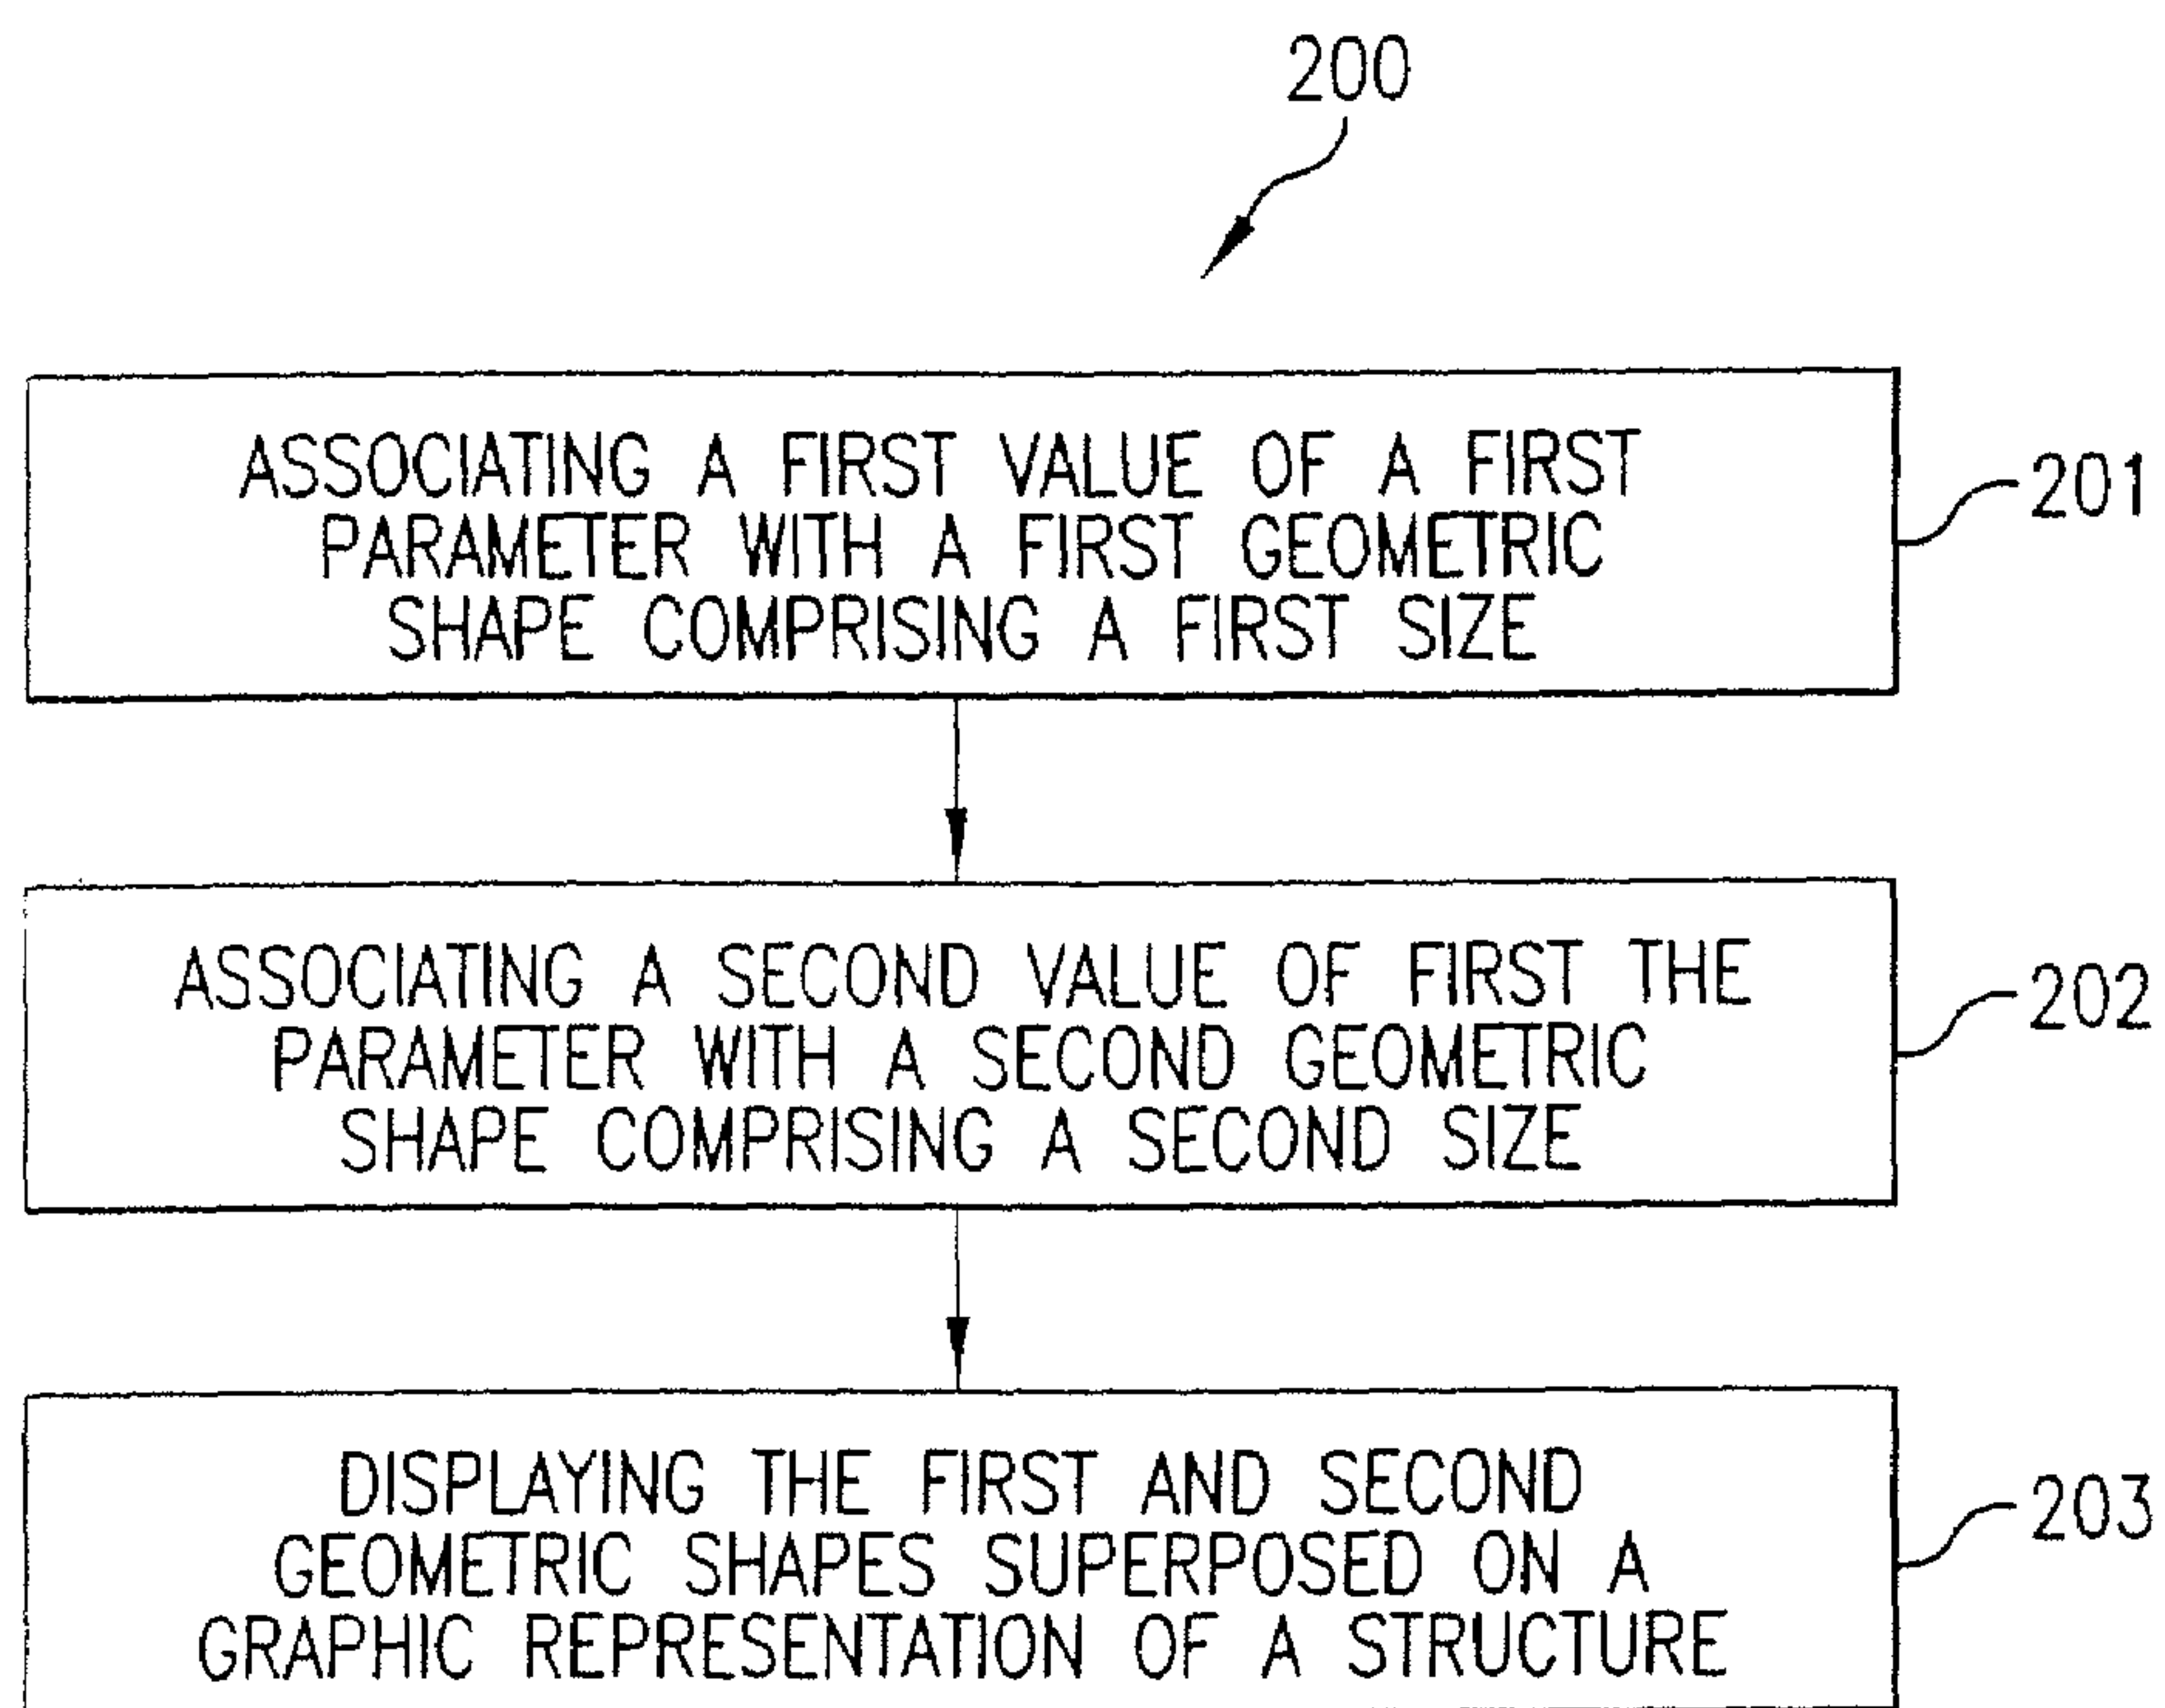 200
ASSOCIATING A FIRST VALUE OF A FIRST
PARAMETER WITH A FIRST GEOMETRIC
SHAPE COMPRISING A FIRST SIZE
201
ASSOCIATING A SECOND VALUE OF FIRST THE
PARAMETER WITH A SECOND GEOMETRIC
SHAPE COMPRISING A SECOND SIZE
202
DISPLAYING THE FIRST AND SECOND
GEOMETRIC SHAPES SUPERPOSED ON A
GRAPHIC REPRESENTATION OF A STRUCTURE
203